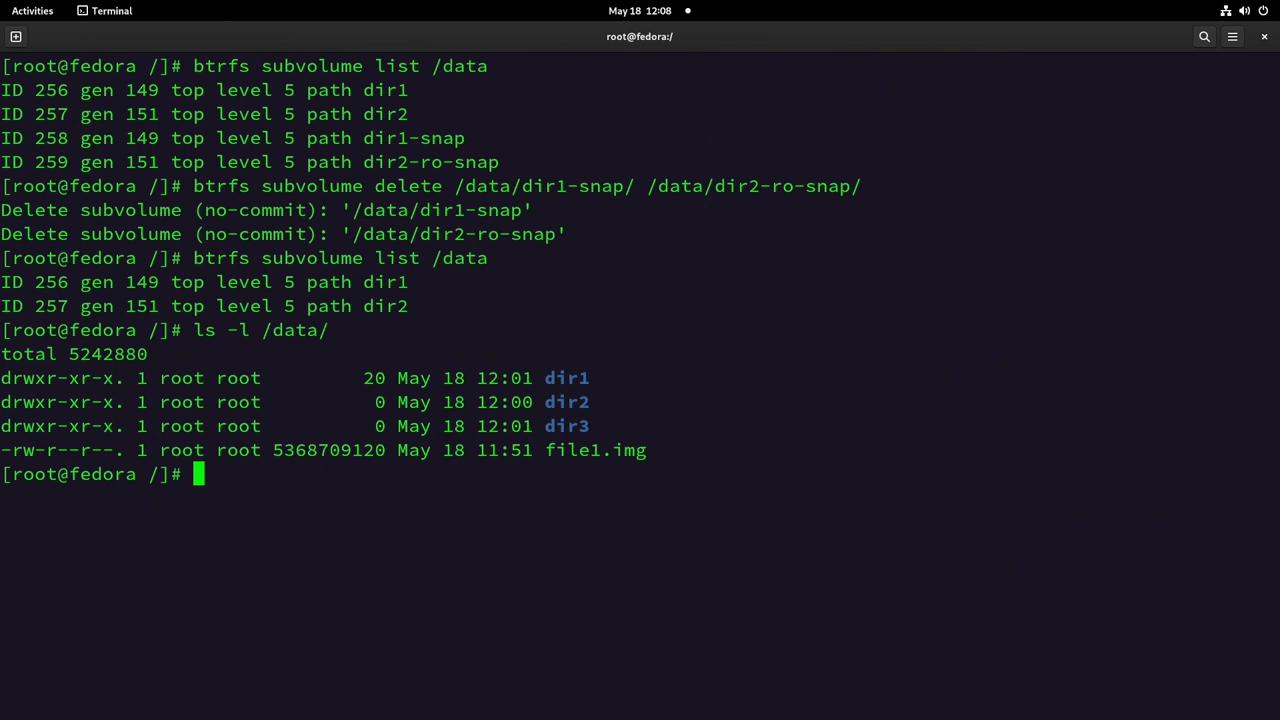 Activities Terminal May 18 12:08
root@fedora:/
[root@fedora /]# btrfs subvolume list /data
ID 256 gen 149 top level 5 path dir1
ID 257 gen 151 top level 5 path dir2
ID 258 gen 149 top level 5 path dir1-snap
ID 259 gen 151 top level 5 path dir2-ro-snap
[root@fedora /]# btrfs subvolume delete /data/dir1-snap/ /data/dir2-ro-snap/
Delete subvolume (no-commit): '/data/dir1-snap'
Delete subvolume (no-commit): '/data/dir2-ro-snap'
[root@fedora /]# btrfs subvolume list /data
ID 256 gen 149 top level 5 path dir1
ID 257 gen 151 top level 5 path dir2
[root@fedora /]# ls -l /data/
total 5242880
drwxr-xr-x. 1 root root         20 May 18 12:01 dir1
drwxr-xr-x. 1 root root          0 May 18 12:00 dir2
drwxr-xr-x. 1 root root          0 May 18 12:01 dir3
-rw-r--r--. 1 root root 5368709120 May 18 11:51 file1.img
[root@fedora /]#